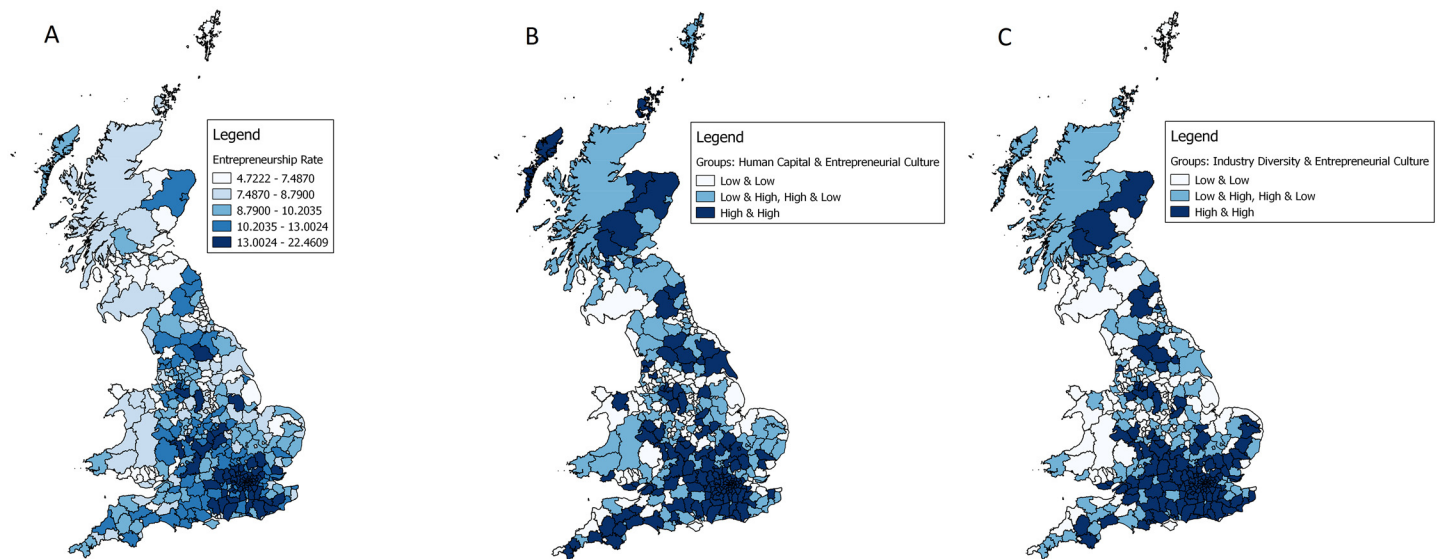 A
Legend
Entrepreneurship Rate
4.7222 - 7.4870
7.4870 - 8.7900
8.7900 - 10.2035
10.2035 - 13.0024
13.0024 - 22.4609
B
Legend
Groups: Human Capital & Entrepreneurial Culture
Low & Low
Low & High, High & Low
High & High
C
Legend
Groups: Industry Diversity & Entrepreneurial Culture
Low & Low
Low & High, High & Low
High & High